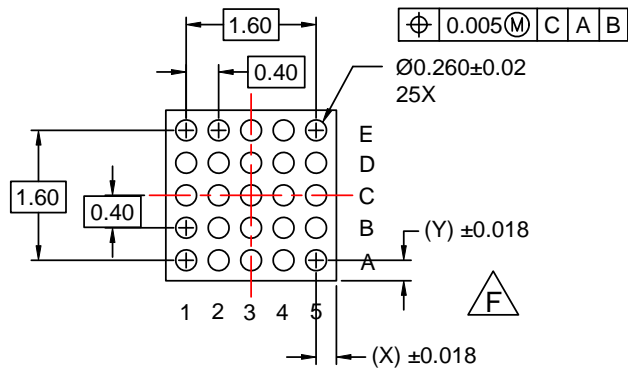 1.60
⌖ 0.005Ⓜ C A B
0.40
Ø0.260±0.02
25X
E
D
1.60
C
0.40
B
(Y) ±0.018
A
F
1 2 3 4 5
(X) ±0.018